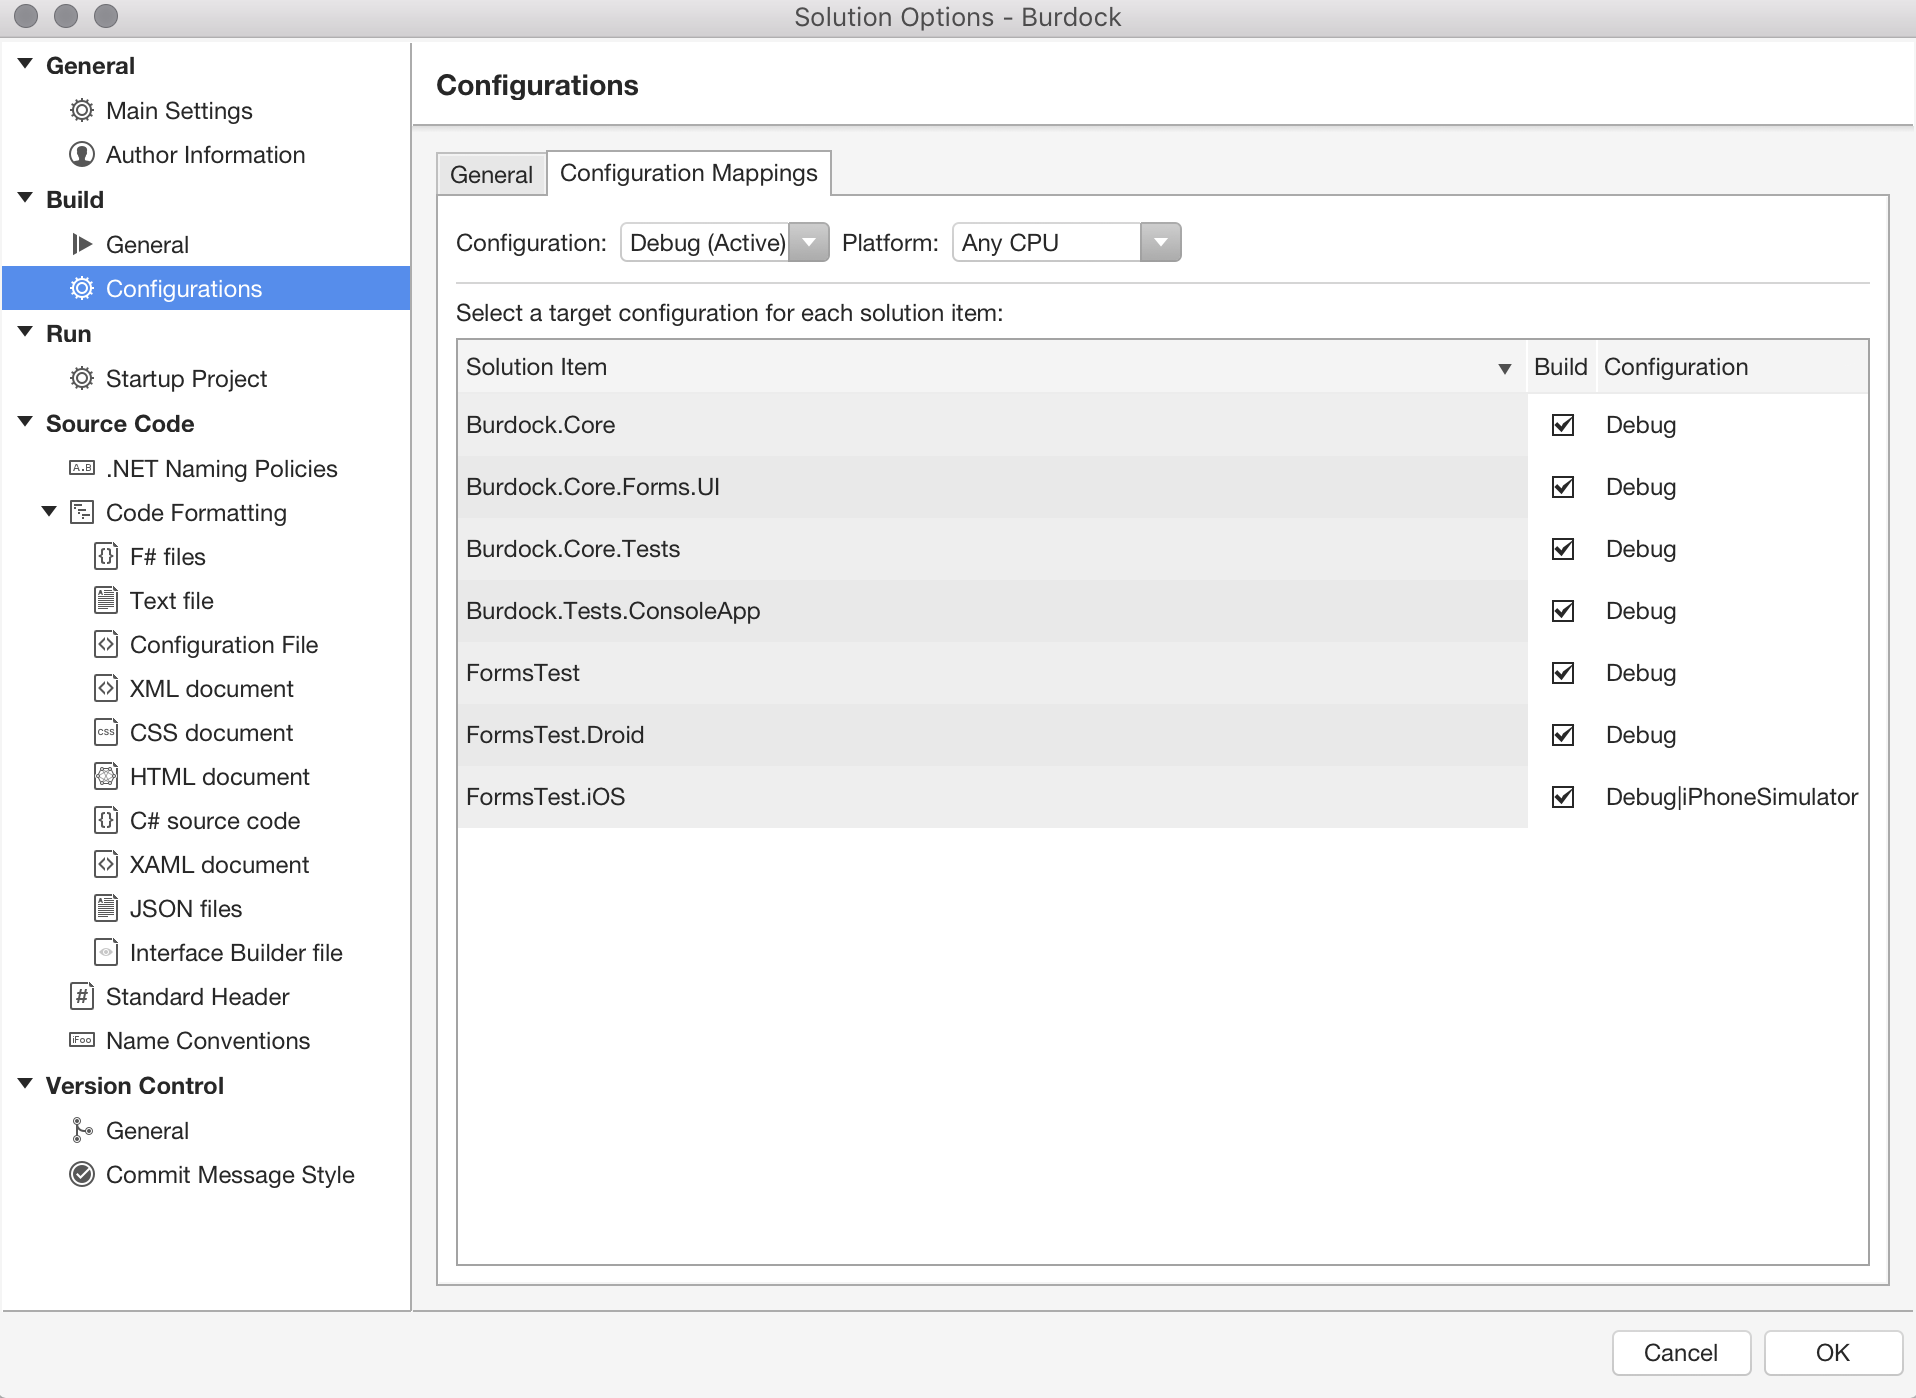 Solution Options - Burdock
General
Main Settings
Author Information
Build
General
Configurations
Run
Startup Project
Source Code
A.B .NET Naming Policies
Code Formatting
{} F# files
Text file
<> Configuration File
<> XML document
css CSS document
HTML document
{} C# source code
<> XAML document
JSON files
Interface Builder file
# Standard Header
iFoo Name Conventions
Version Control
General
Commit Message Style
Configurations
General Configuration Mappings
Configuration: Debug (Active) Platform: Any CPU
Select a target configuration for each solution item:
Solution Item Build Configuration
Burdock.Core Debug
Burdock.Core.Forms.UI Debug
Burdock.Core.Tests Debug
Burdock.Tests.ConsoleApp Debug
FormsTest Debug
FormsTest.Droid Debug
FormsTest.iOS Debug|iPhoneSimulator
Cancel OK